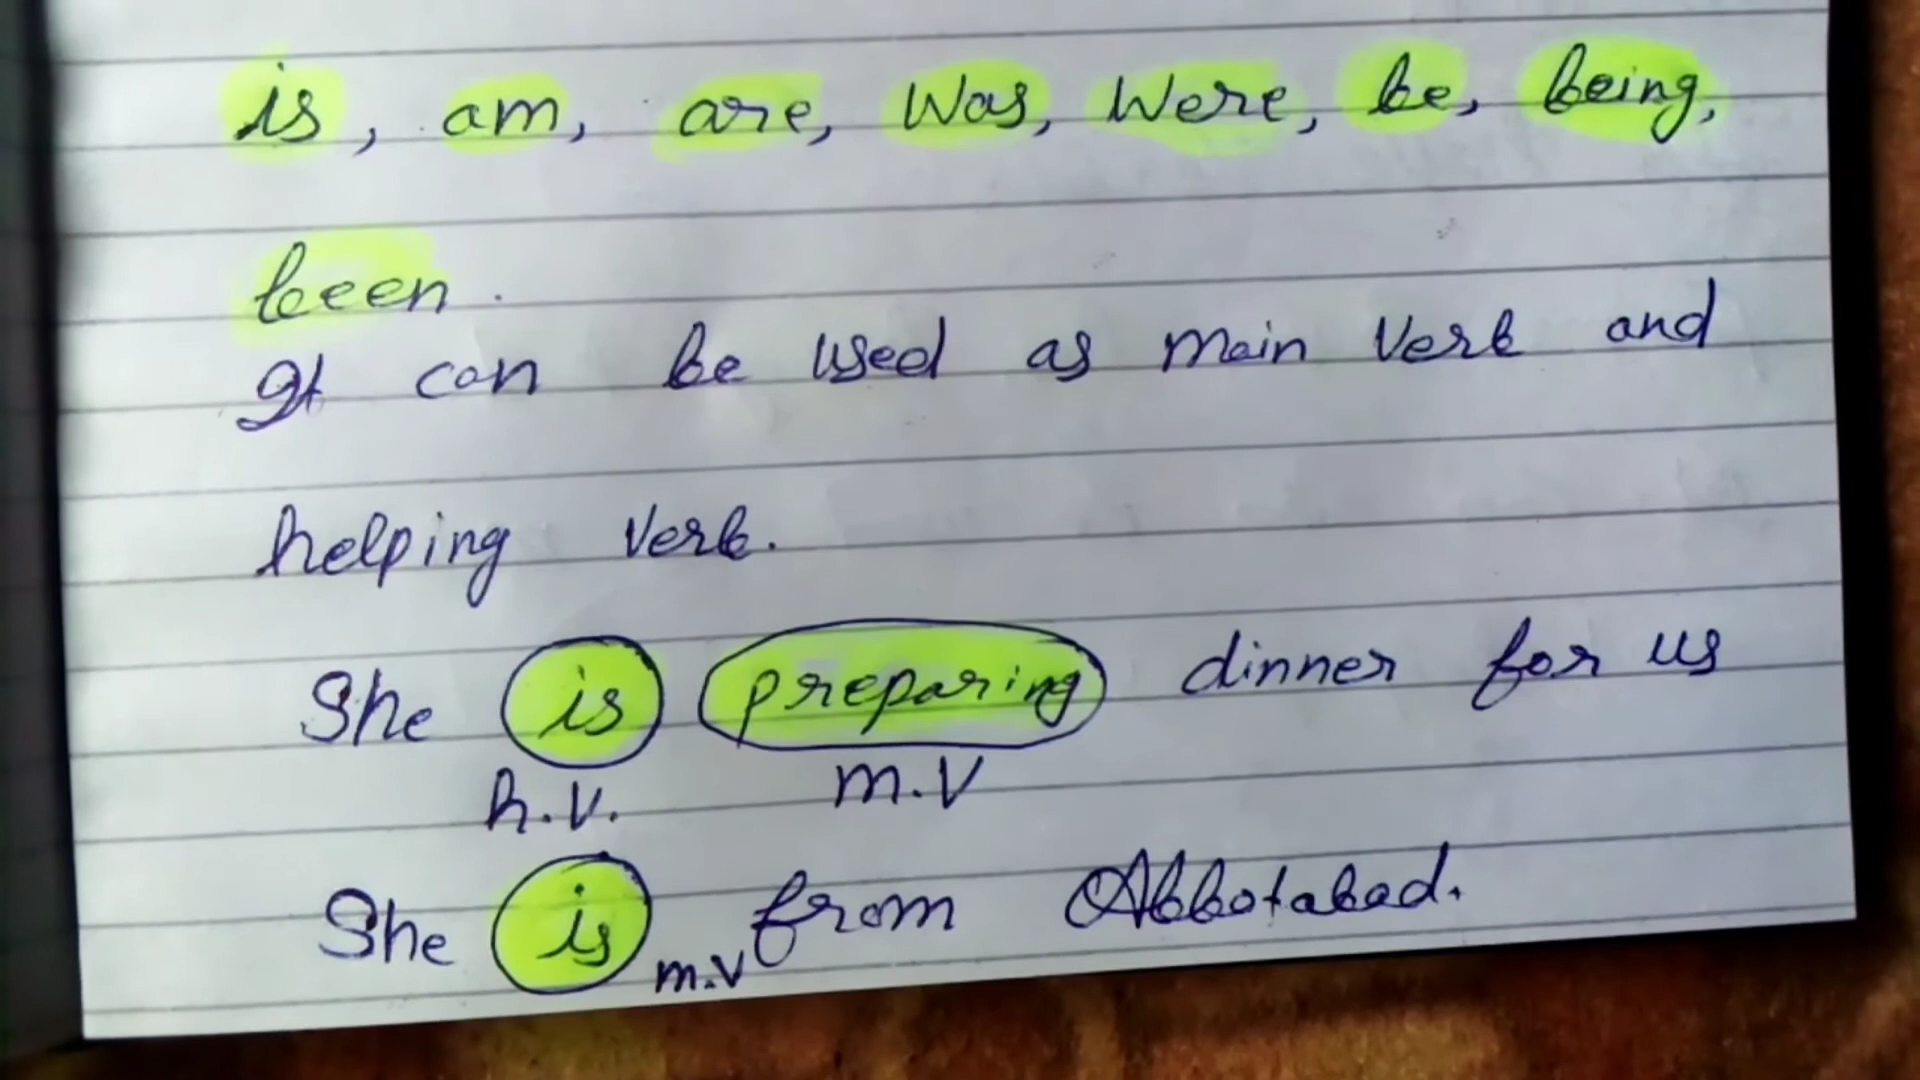 is, am, are, Was, Were, be, being,
been.
It can be used as main Verb and
helping Verb.
She is preparing dinner for us
h.v. m.v
She is from Abbotabad.
m.v